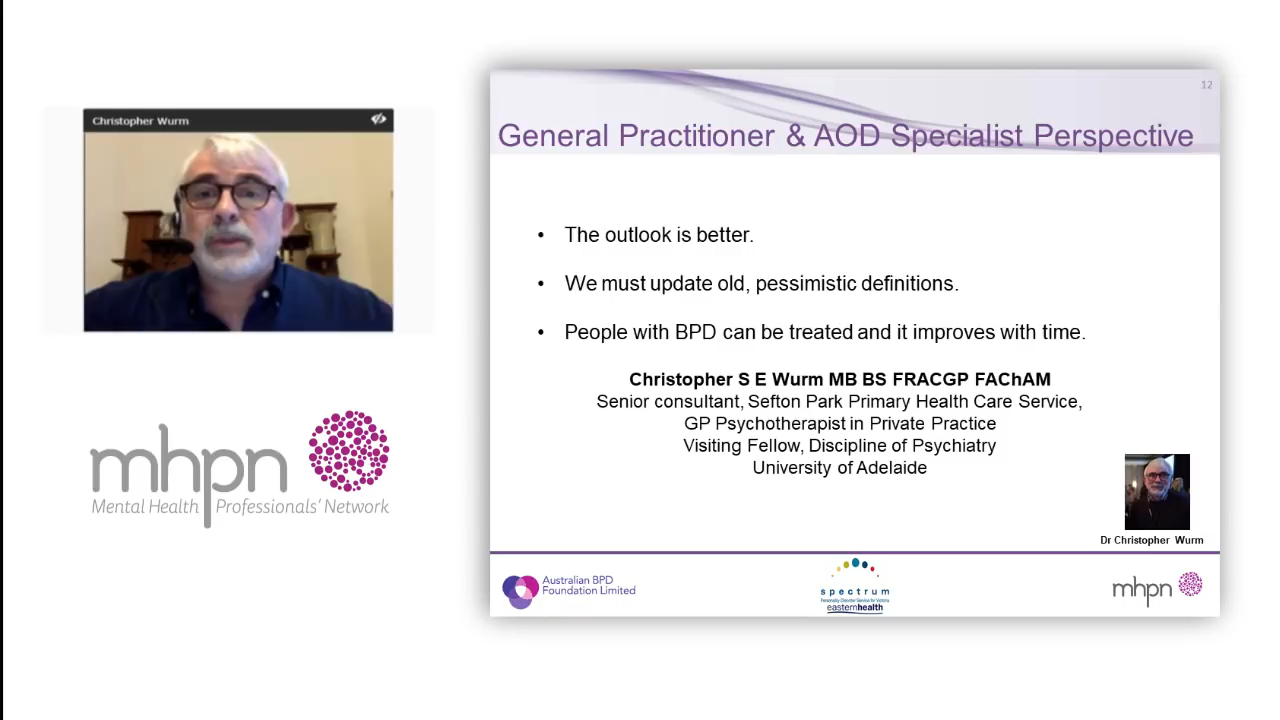 Christopher Wurm
mhpn
Mental Health Professionals' Network
12
General Practitioner & AOD Specialist Perspective
• The outlook is better.
• We must update old, pessimistic definitions.
• People with BPD can be treated and it improves with time.
Christopher S E Wurm MB BS FRACGP FAChAM
Senior consultant, Sefton Park Primary Health Care Service,
GP Psychotherapist in Private Practice
Visiting Fellow, Discipline of Psychiatry
University of Adelaide
Dr Christopher Wurm
Australian BPD
Foundation Limited
spectrum
Personality Disorder Service for Victoria
easternhealth
mhpn